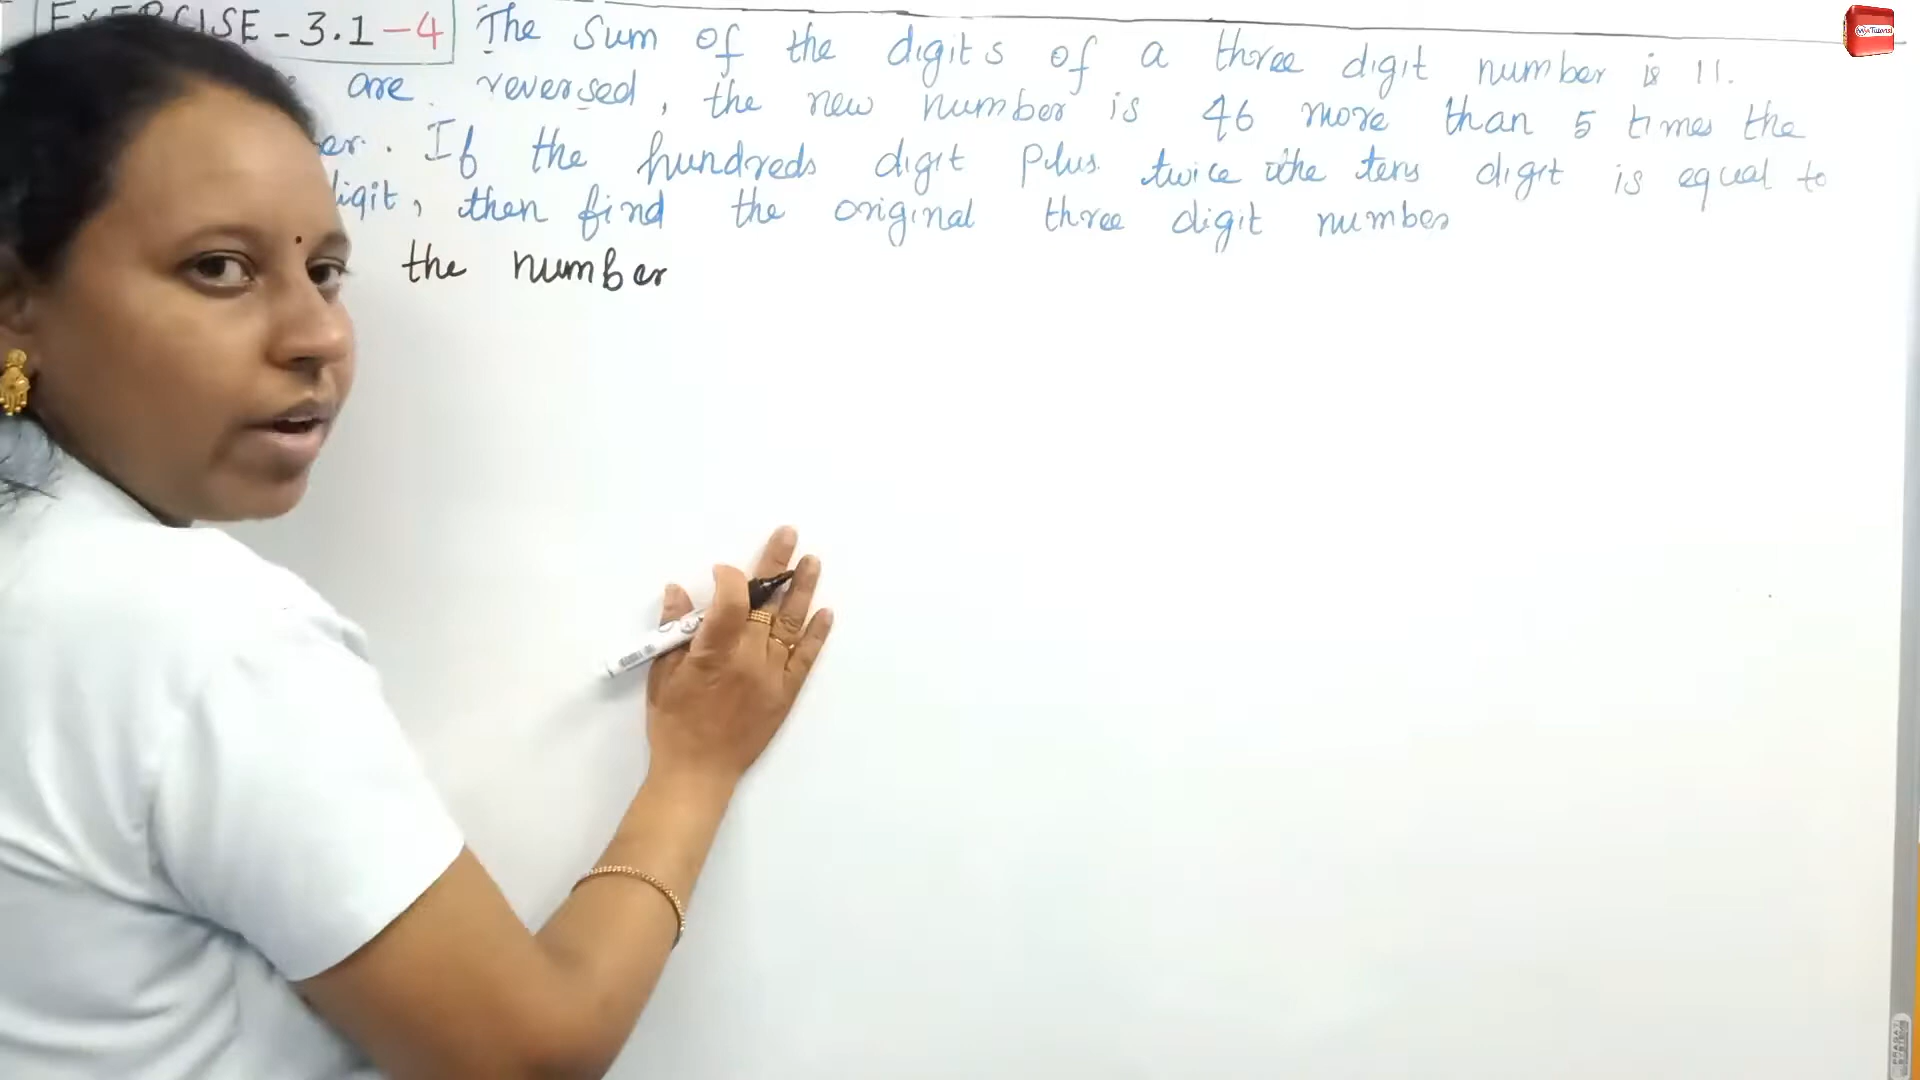 EXERCISE - 3.1 - 4 The Sum of the digits of a three digit number is 11.
are reversed, the new number is 46 more than 5 times the
er. If the hundreds digit plus twice the tens digit is equal to
digit, then find the original three digit number
the number